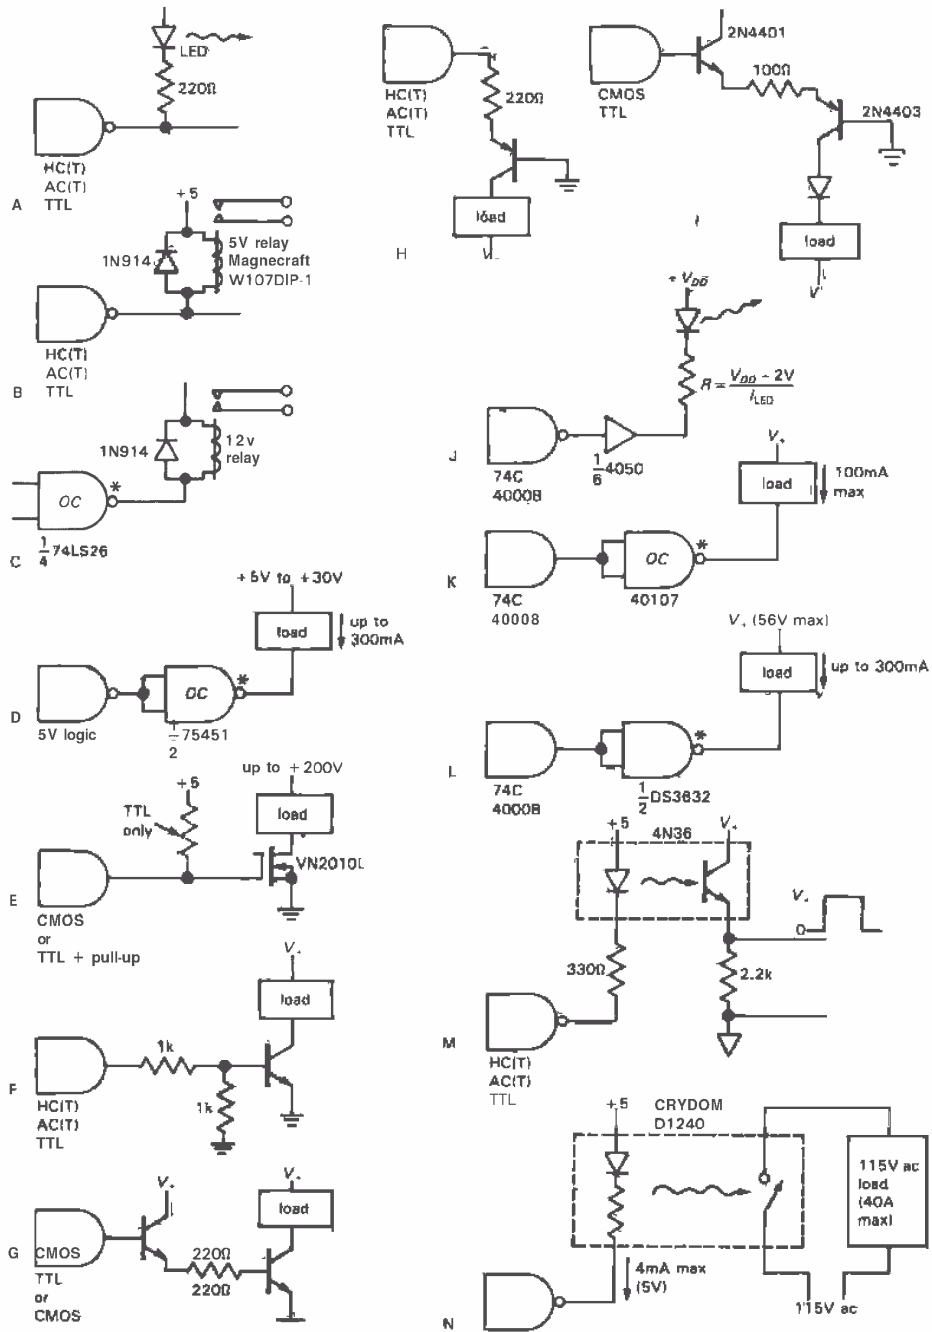 LED
220Ω
HC(T)
AC(T)
TTL
A
+5
1N914
5V relay
Magnecraft
W107DIP-1
HC(T)
AC(T)
TTL
B
1N914
12v
relay
OC
*
1/4 74LS26
C
+5V to +30V
load
up to
300mA
OC
*
D
5V logic
1/2 75451
up to +200V
+5
TTL
only
load
VN2010L
E
CMOS
or
TTL + pull-up
V+
load
1k
1k
F
HC(T)
AC(T)
TTL
V+
V+
load
220Ω
220Ω
G
CMOS
TTL
or
CMOS
HC(T)
AC(T)
TTL
220Ω
load
H
V−
2N4401
CMOS
TTL
100Ω
2N4403
I
load
+ VDD
R = VDD − 2V / ILED
J
74C
4000B
1/6 4050
V+
load
100mA
max
OC
*
K
74C
4000B
40107
V+ (56V max)
load
up to 300mA
*
L
74C
4000B
1/2 DS3632
+5
4N36
V+
V+
0
330Ω
2.2k
M
HC(T)
AC(T)
TTL
+5
CRYDOM
D1240
115V ac
load
(40A
max)
4mA max
(5V)
115V ac
N